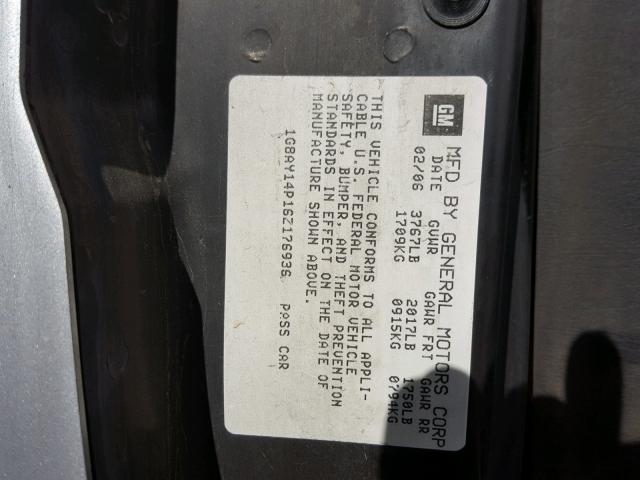 GM
MFD BY GENERAL MOTORS CORP
DATE GVWR GAWR FRT GAWR RR
02/06 3767LB 2017LB 1750LB
1709KG 0915KG 0794KG
THIS VEHICLE CONFORMS TO ALL APPLI-
CABLE U.S. FEDERAL MOTOR VEHICLE
SAFETY, BUMPER, AND THEFT PREVENTION
STANDARDS IN EFFECT ON THE DATE OF
MANUFACTURE SHOWN ABOVE.
1G8AY14P16Z176936 PASS CAR